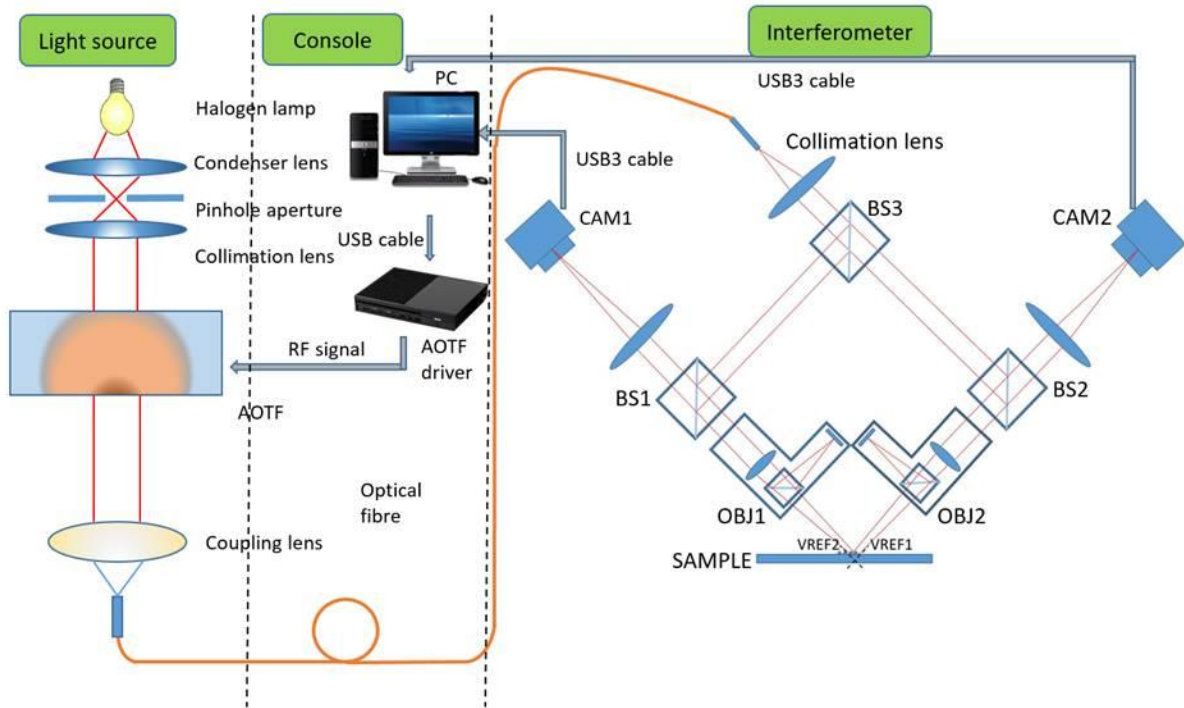 Light source
Console
Interferometer
Halogen lamp
Condenser lens
Pinhole aperture
Collimation lens
AOTF
Coupling lens
PC
USB cable
RF signal
AOTF
driver
Optical
fibre
USB3 cable
USB3 cable
Collimation lens
CAM1
BS3
CAM2
BS1
BS2
OBJ1
OBJ2
VREF2
VREF1
SAMPLE